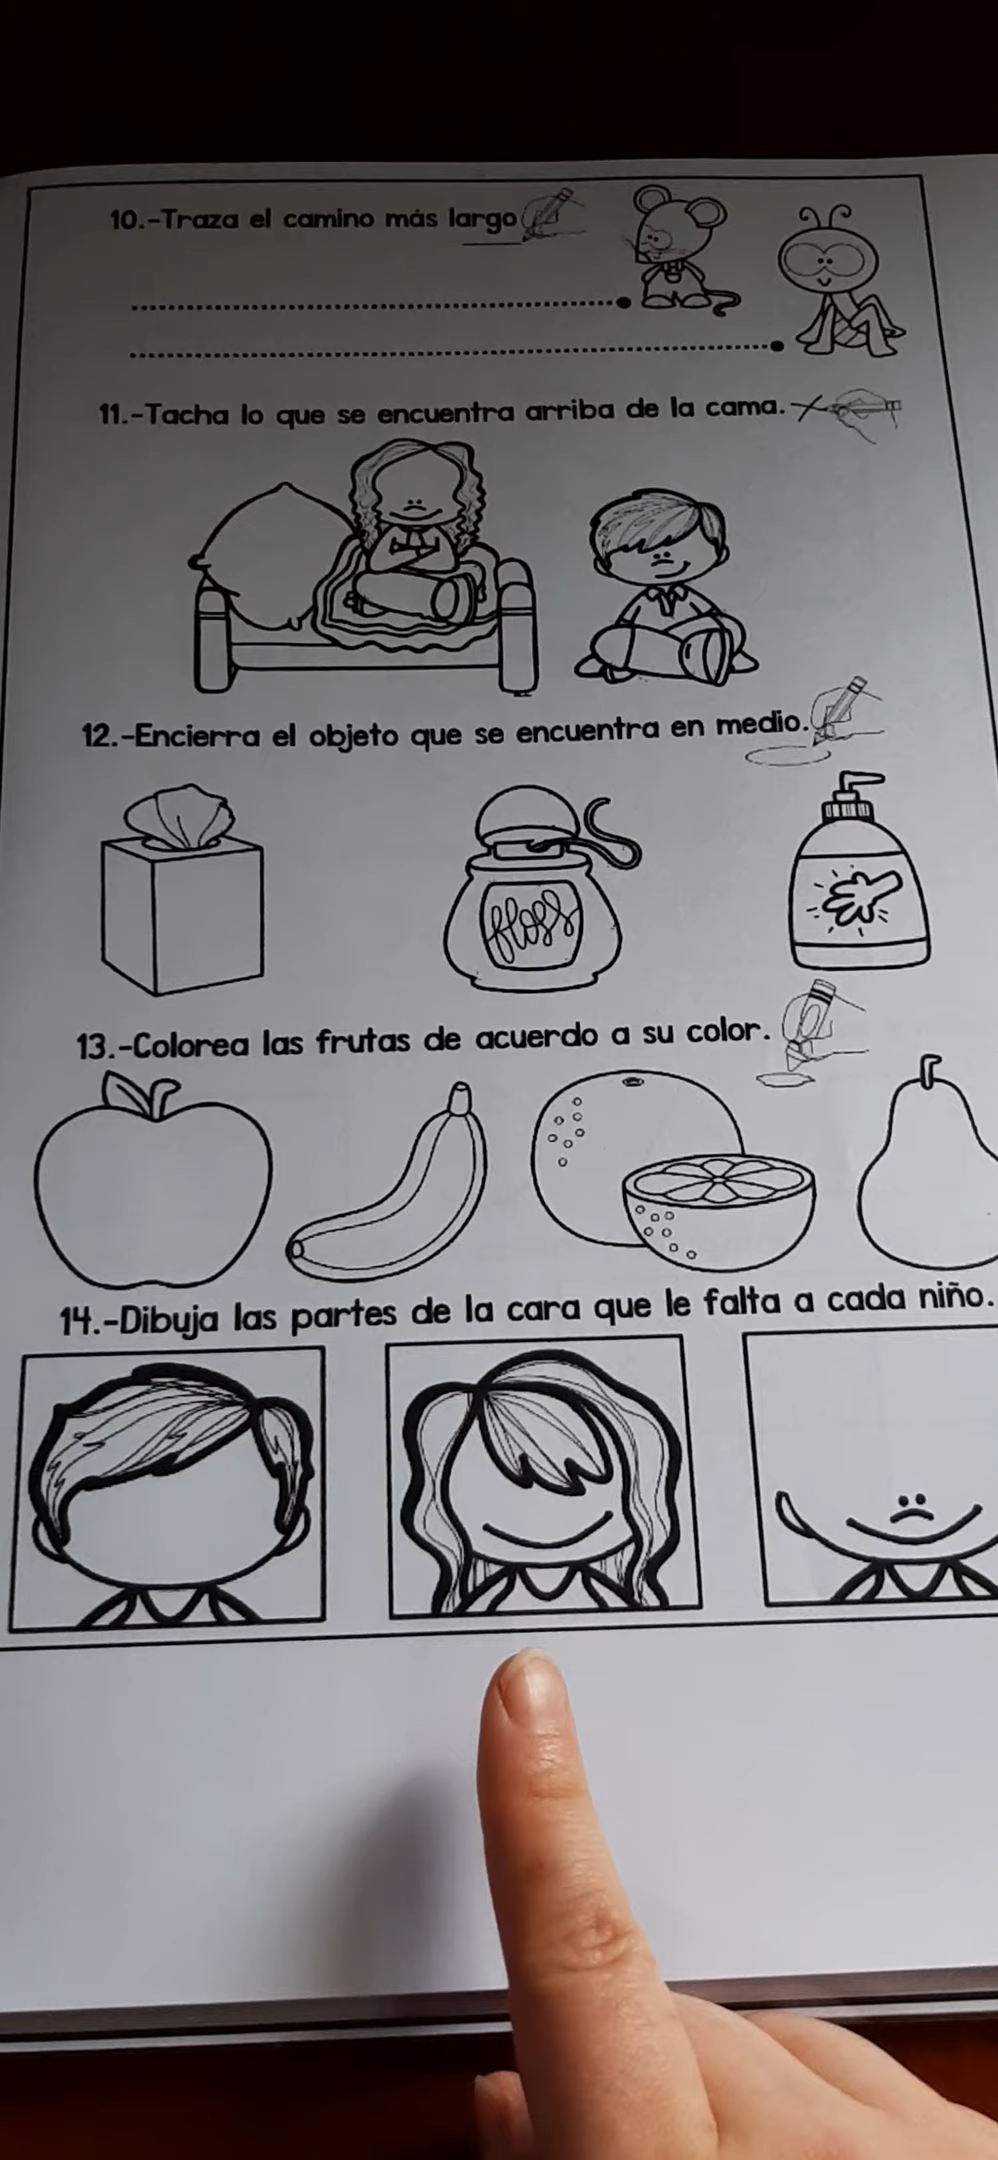 10.-Traza el camino más largo
11.-Tacha lo que se encuentra arriba de la cama.
12.-Encierra el objeto que se encuentra en medio.
floss
13.-Colorea las frutas de acuerdo a su color.
14.-Dibuja las partes de la cara que le falta a cada niño.